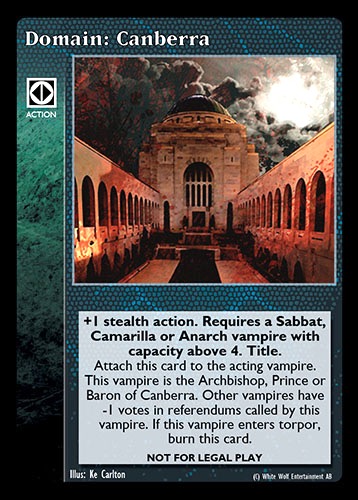 Domain: Canberra
ACTION
+1 stealth action. Requires a Sabbat,
Camarilla or Anarch vampire with
capacity above 4. Title.
Attach this card to the acting vampire.
This vampire is the Archbishop, Prince or
Baron of Canberra. Other vampires have
-1 votes in referendums called by this
vampire. If this vampire enters torpor,
burn this card.
NOT FOR LEGAL PLAY
Illus: Ke Carlton
(C) White Wolf Entertainment AB